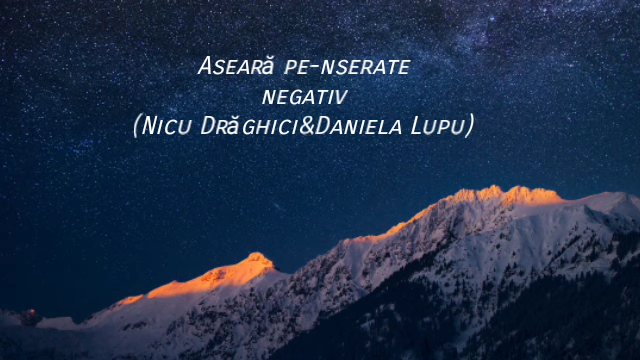 Aseară pe-nserate
negativ
(Nicu Drăghici&Daniela Lupu)